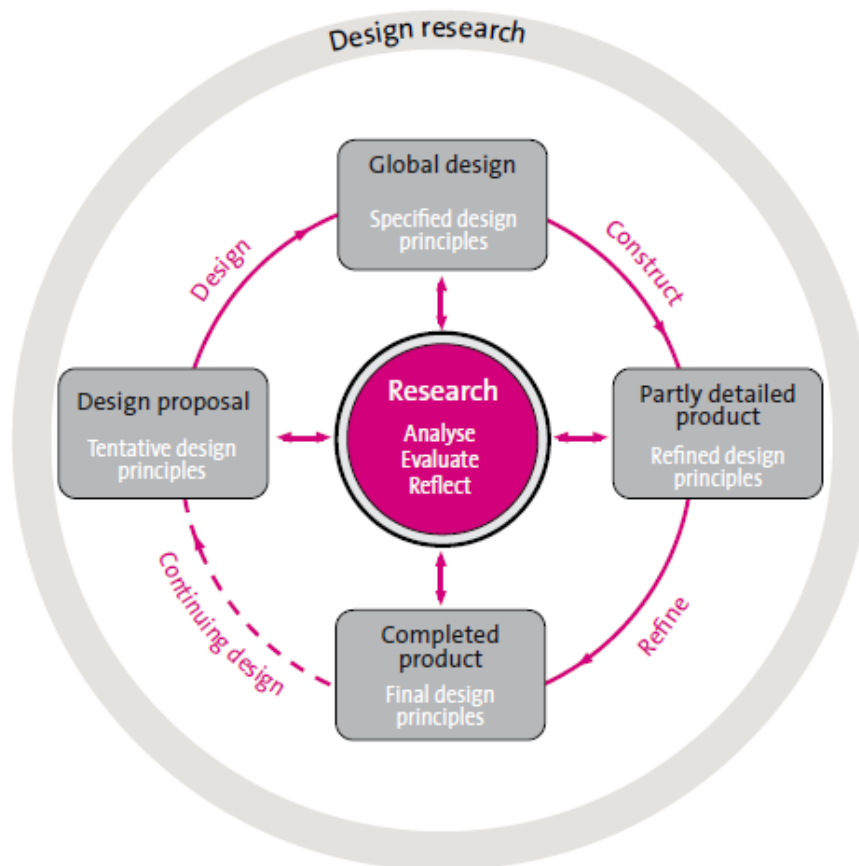 Design research
Global design
Specified design
principles
Design
Construct
Research
Analyse
Evaluate
Reflect
Design proposal
Tentative design
principles
Partly detailed
product
Refined design
principles
Continuing design
Refine
Completed
product
Final design
principles